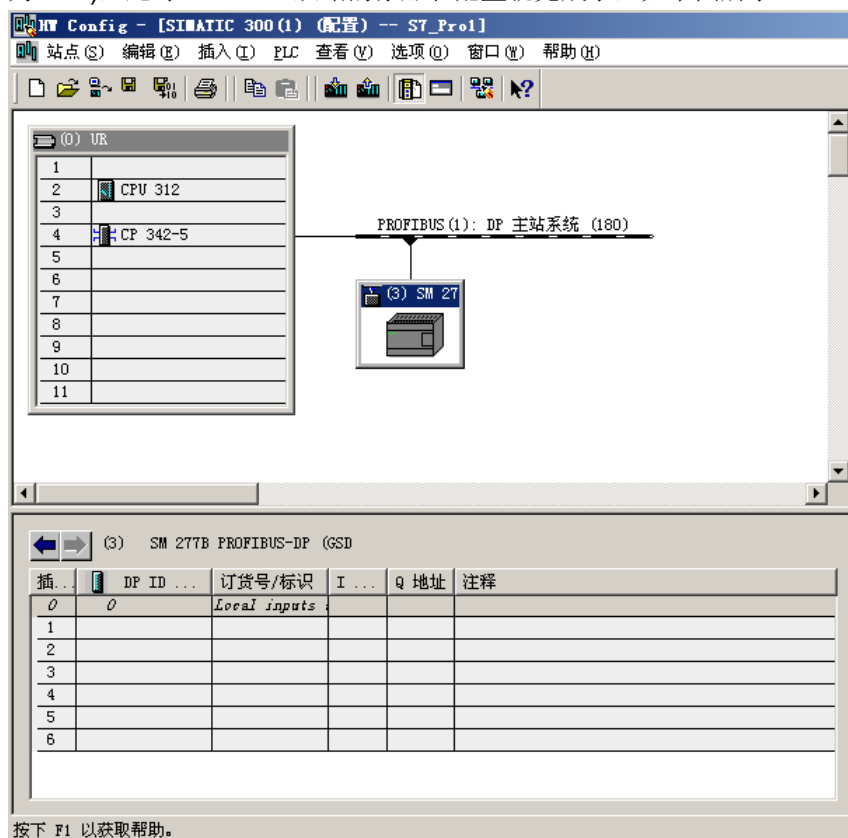 HW Config - [SIMATIC 300(1) (配置) -- S7_Pro1]
站点(S) 编辑(E) 插入(I) PLC 查看(V) 选项(O) 窗口(W) 帮助(H)
(0) UR
1
2 CPU 312
3
4 CP 342-5
5
6
7
8
9
10
11
PROFIBUS(1): DP 主站系统 (180)
(3) SM 27
(3) SM 277B PROFIBUS-DP (GSD
插... DP ID ... 订货号/标识 I ... Q 地址 注释
0 0 Local inputs
1
2
3
4
5
6
按下 F1 以获取帮助。